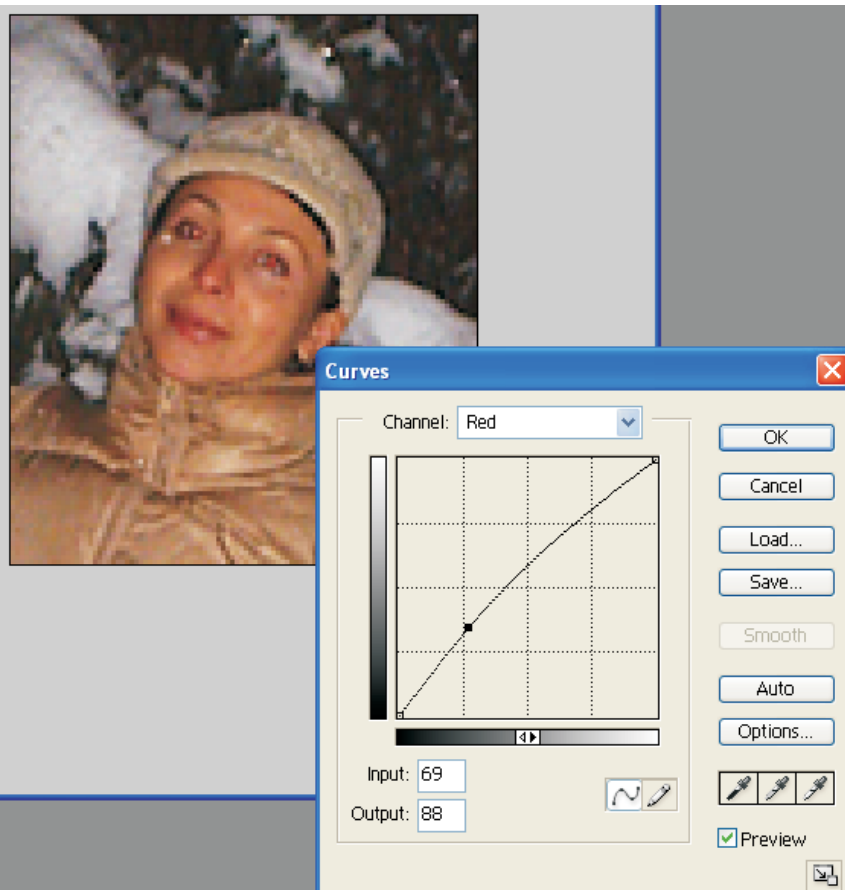 Curves
Channel: Red
OK
Cancel
Load...
Save...
Smooth
Auto
Options...
Input: 69
Output: 88
Preview